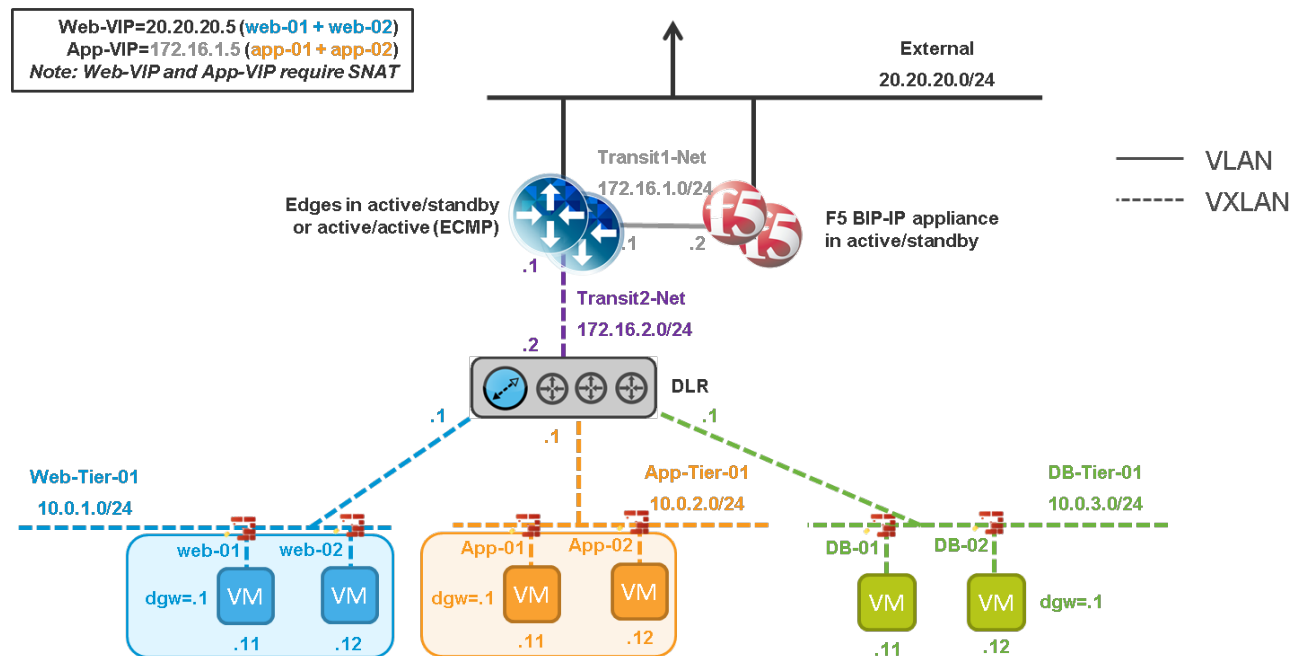 Web-VIP=20.20.20.5 (web-01 + web-02)
App-VIP=172.16.1.5 (app-01 + app-02)
Note: Web-VIP and App-VIP require SNAT
External
20.20.20.0/24
Transit1-Net
172.16.1.0/24
VLAN
VXLAN
Edges in active/standby
or active/active (ECMP)
f5
f5
F5 BIP-IP appliance
in active/standby
.1
.2
.1
Transit2-Net
172.16.2.0/24
.2
DLR
.1
.1
.1
Web-Tier-01
10.0.1.0/24
App-Tier-01
10.0.2.0/24
DB-Tier-01
10.0.3.0/24
web-01
web-02
App-01
App-02
DB-01
DB-02
dgw=.1
VM
VM
dgw=.1
VM
VM
VM
VM
dgw=.1
.11
.12
.11
.12
.11
.12